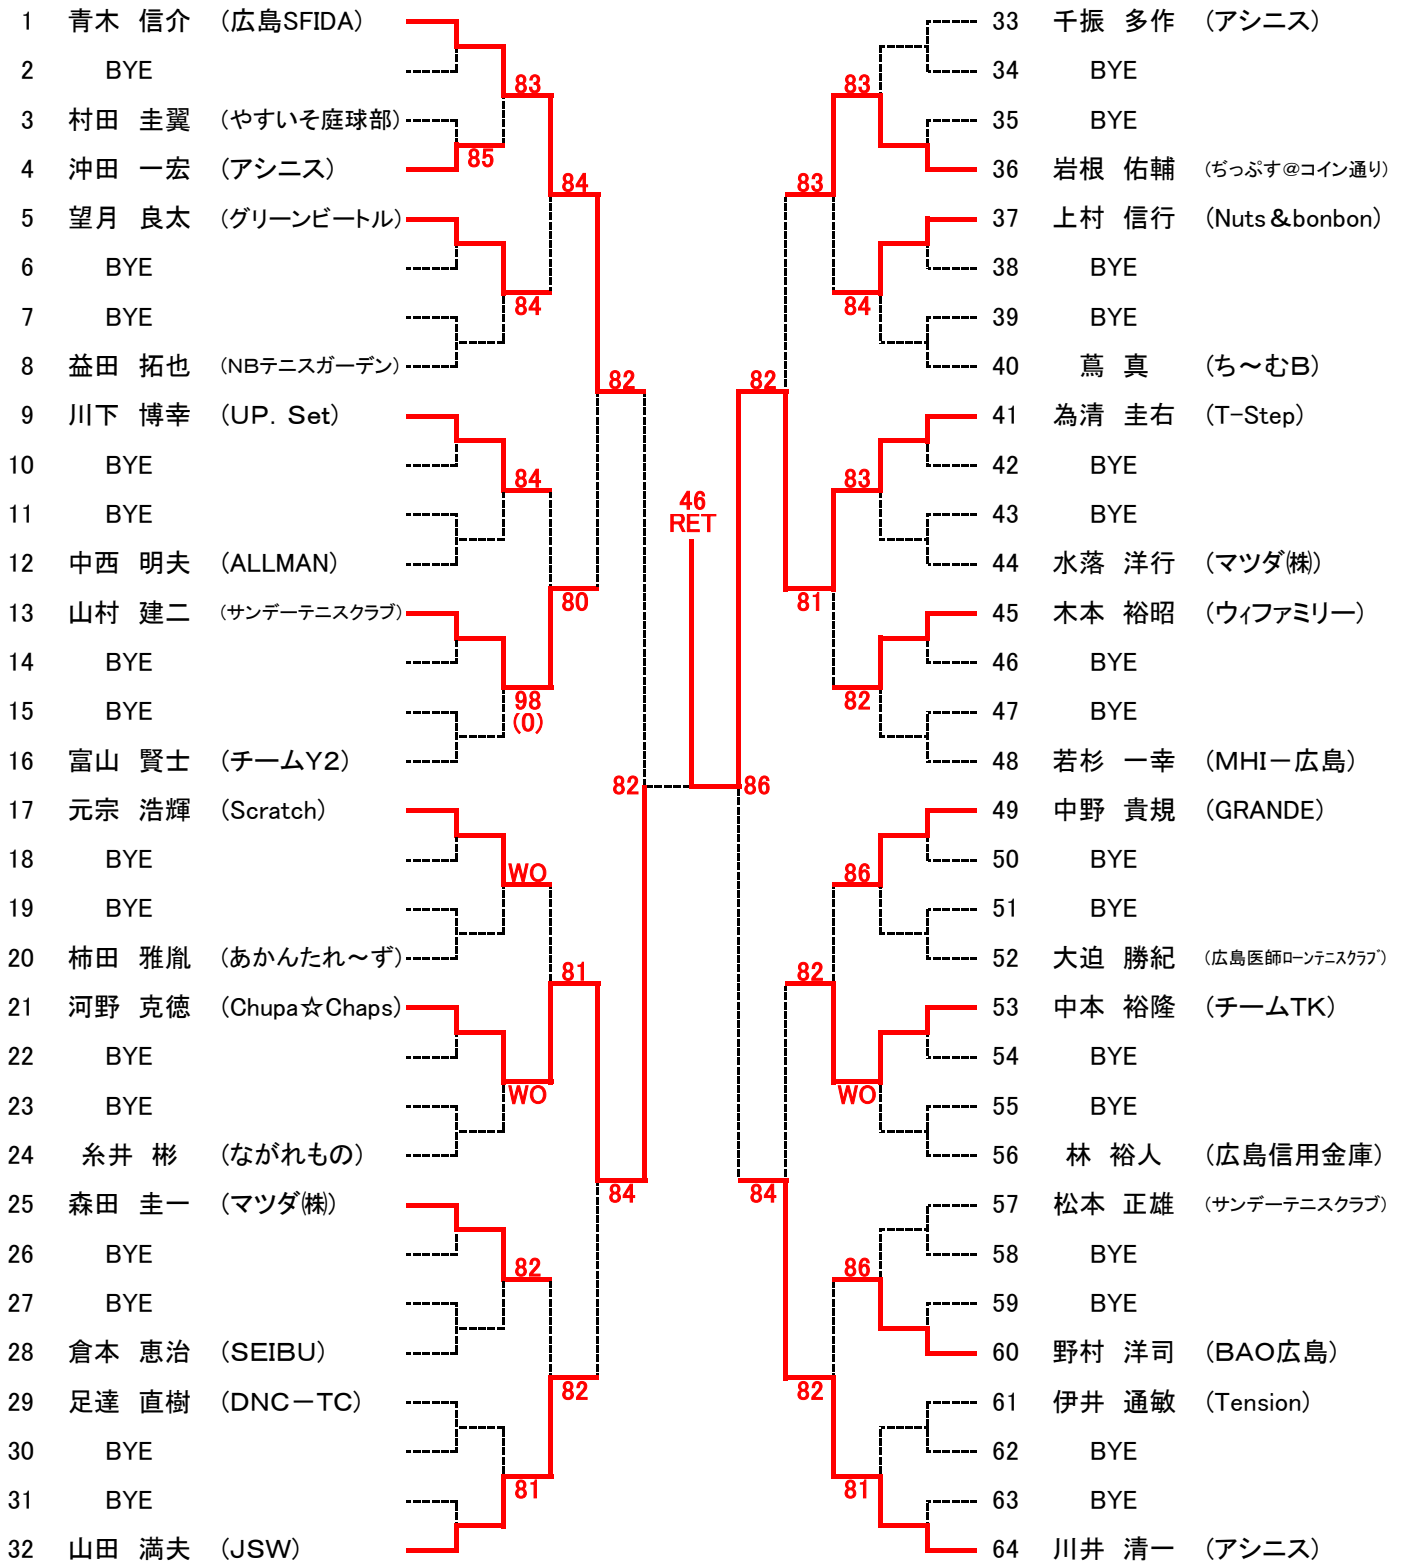 1 青木 信介 (広島SFIDA)
2 BYE
83
3 村田 圭翼 (やすいそ庭球部)
85
4 沖田 一宏 (アシニス)
84
5 望月 良太 (グリーンビートル)
6 BYE
84
7 BYE
8 益田 拓也 (NBテニスガーデン)
82
9 川下 博幸 (UP. Set)
10 BYE
84
11 BYE
12 中西 明夫 (ALLMAN)
80
13 山村 建二 (サンデーテニスクラブ)
14 BYE
98
(0)
15 BYE
16 富山 賢士 (チームY2)
82
17 元宗 浩輝 (Scratch)
18 BYE
WO
19 BYE
20 柿田 雅胤 (あかんたれ～ず)
81
21 河野 克徳 (Chupa☆Chaps)
22 BYE
WO
23 BYE
24 糸井 彬 (ながれもの)
84
25 森田 圭一 (マツダ㈱)
26 BYE
82
27 BYE
28 倉本 恵治 (SEIBU)
82
29 足達 直樹 (DNC－TC)
30 BYE
81
31 BYE
32 山田 満夫 (JSW)
46
RET
33 千振 多作 (アシニス)
34 BYE
83
35 BYE
36 岩根 佑輔 (ぢっぷす＠コイン通り)
83
37 上村 信行 (Nuts＆bonbon)
38 BYE
84
39 BYE
40 蔦 真 (ち～むB)
82
41 為清 圭右 (T-Step)
42 BYE
83
43 BYE
44 水落 洋行 (マツダ㈱)
81
45 木本 裕昭 (ウィファミリー)
46 BYE
82
47 BYE
48 若杉 一幸 (MHI－広島)
86
49 中野 貴規 (GRANDE)
50 BYE
86
51 BYE
52 大迫 勝紀 (広島医師ローンテニスクラブ)
82
53 中本 裕隆 (チームTK)
54 BYE
WO
55 BYE
56 林 裕人 (広島信用金庫)
84
57 松本 正雄 (サンデーテニスクラブ)
58 BYE
86
59 BYE
60 野村 洋司 (BAO広島)
82
61 伊井 通敏 (Tension)
62 BYE
81
63 BYE
64 川井 清一 (アシニス)